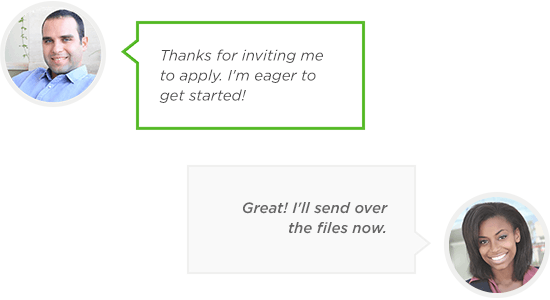 Thanks for inviting me
to apply. I'm eager to
get started!
Great! I'll send over
the files now.